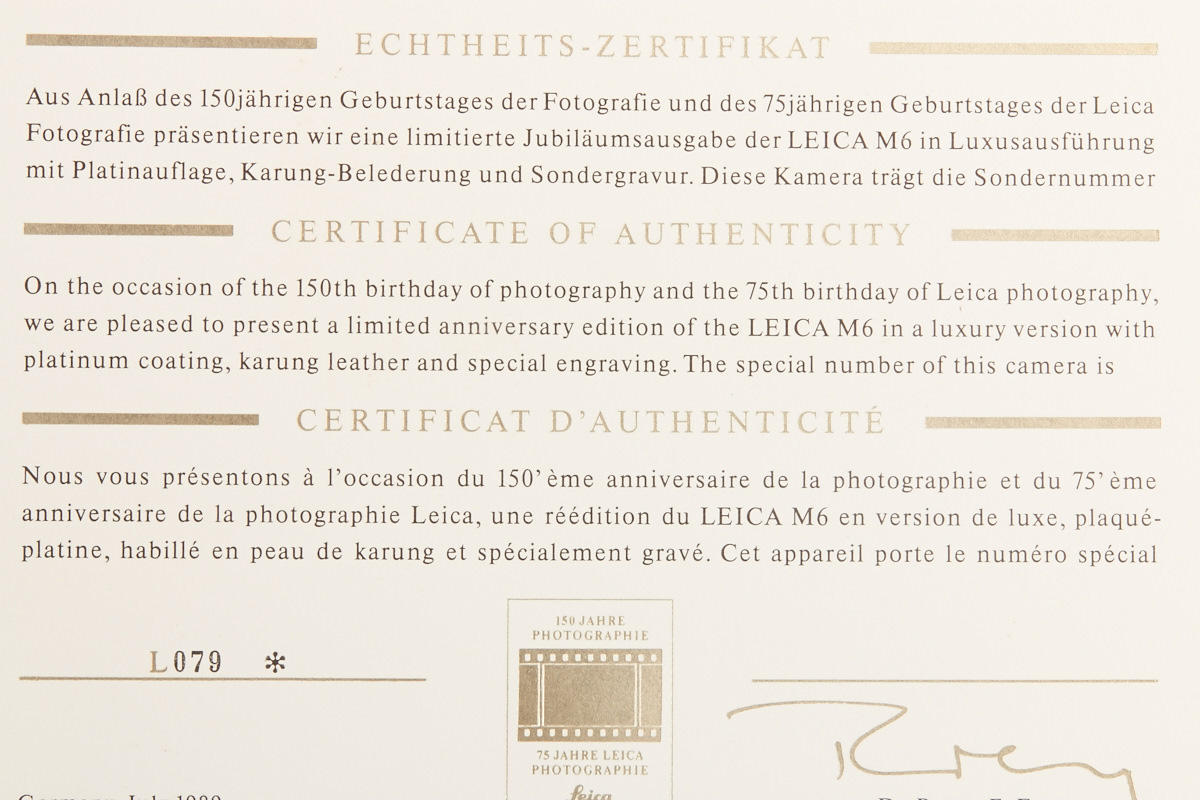 ECHTHEITS-ZERTIFIKAT
Aus Anlaß des 150jährigen Geburtstages der Fotografie und des 75jährigen Geburtstages der Leica
Fotografie präsentieren wir eine limitierte Jubiläumsausgabe der LEICA M6 in Luxusausführung
mit Platinauflage, Karung-Belederung und Sondergravur. Diese Kamera trägt die Sondernummer
CERTIFICATE OF AUTHENTICITY
On the occasion of the 150th birthday of photography and the 75th birthday of Leica photography,
we are pleased to present a limited anniversary edition of the LEICA M6 in a luxury version with
platinum coating, karung leather and special engraving. The special number of this camera is
CERTIFICAT D'AUTHENTICITÉ
Nous vous présentons à l'occasion du 150'ème anniversaire de la photographie et du 75'ème
anniversaire de la photographie Leica, une réédition du LEICA M6 en version de luxe, plaqué-
platine, habillé en peau de karung et spécialement gravé. Cet appareil porte le numéro spécial
L079 *
150 JAHRE
PHOTOGRAPHIE
75 JAHRE LEICA
PHOTOGRAPHIE
Leica
Germany, July 1989